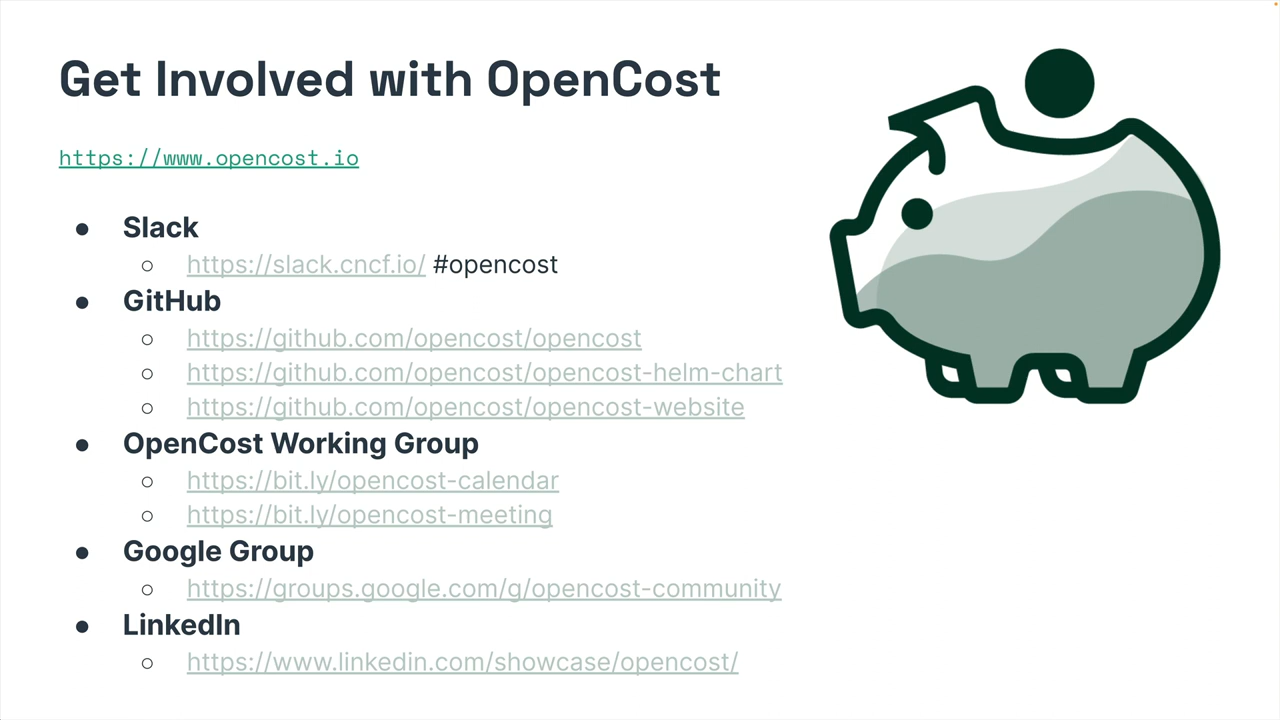 Get Involved with OpenCost
https://www.opencost.io
● Slack
○ https://slack.cncf.io/ #opencost
● GitHub
○ https://github.com/opencost/opencost
○ https://github.com/opencost/opencost-helm-chart
○ https://github.com/opencost/opencost-website
● OpenCost Working Group
○ https://bit.ly/opencost-calendar
○ https://bit.ly/opencost-meeting
● Google Group
○ https://groups.google.com/g/opencost-community
● LinkedIn
○ https://www.linkedin.com/showcase/opencost/